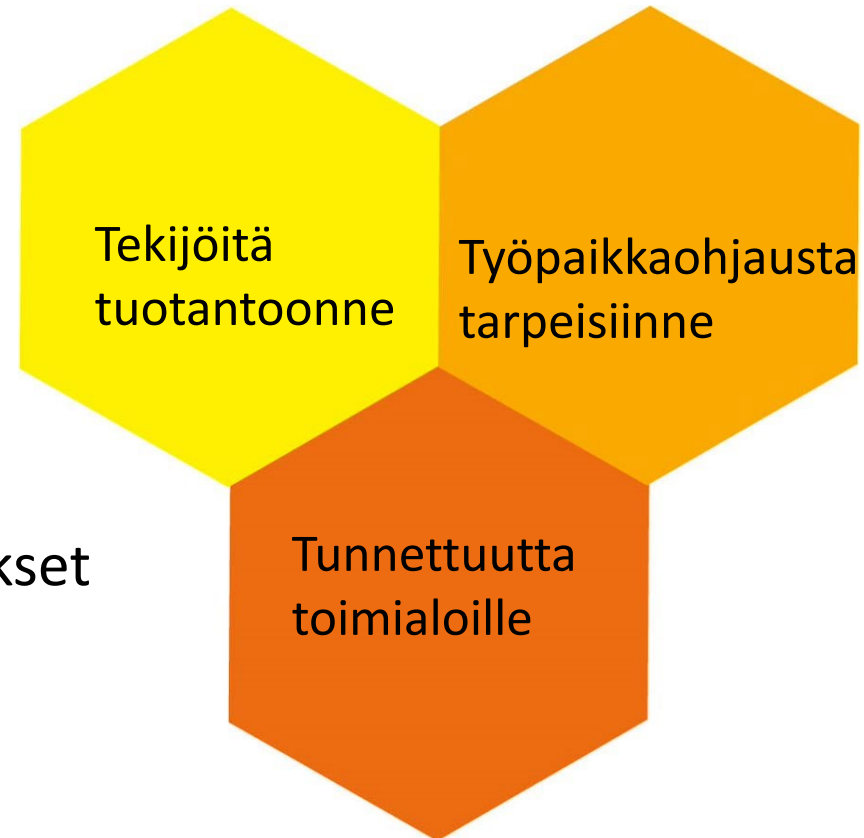 Tekijöitä
tuotantoonne
Työpaikkaohjausta
tarpeisiinne
kset
Tunnettuutta
toimialoille